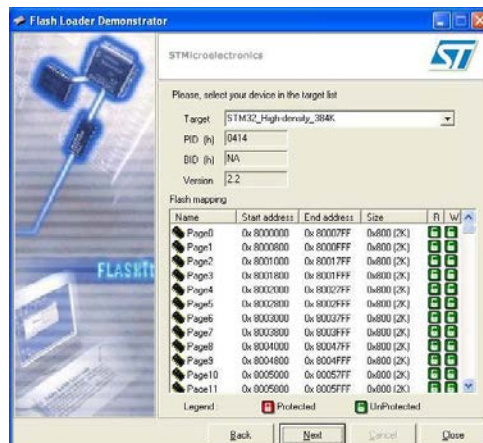 Flash Loader Demonstrator
STMicroelectronics
ST
Please, select your device in the target list
Target STM32_High-density_384K
PID (h) 0414
BID (h) NA
Version 2.2
Flash mapping
Name Start address End address Size R W
Page0 0x 8000000 0x 80007FF 0x800 (2K)
Page1 0x 8000800 0x 8000FFF 0x800 (2K)
Page2 0x 8001000 0x 80017FF 0x800 (2K)
Page3 0x 8001800 0x 8001FFF 0x800 (2K)
Page4 0x 8002000 0x 80027FF 0x800 (2K)
Page5 0x 8002800 0x 8002FFF 0x800 (2K)
Page6 0x 8003000 0x 80037FF 0x800 (2K)
Page7 0x 8003800 0x 8003FFF 0x800 (2K)
Page8 0x 8004000 0x 80047FF 0x800 (2K)
Page9 0x 8004800 0x 8004FFF 0x800 (2K)
Page10 0x 8005000 0x 80057FF 0x800 (2K)
Page11 0x 8005800 0x 8005FFF 0x800 (2K)
Legend : Protected UnProtected
Back Next Cancel Close